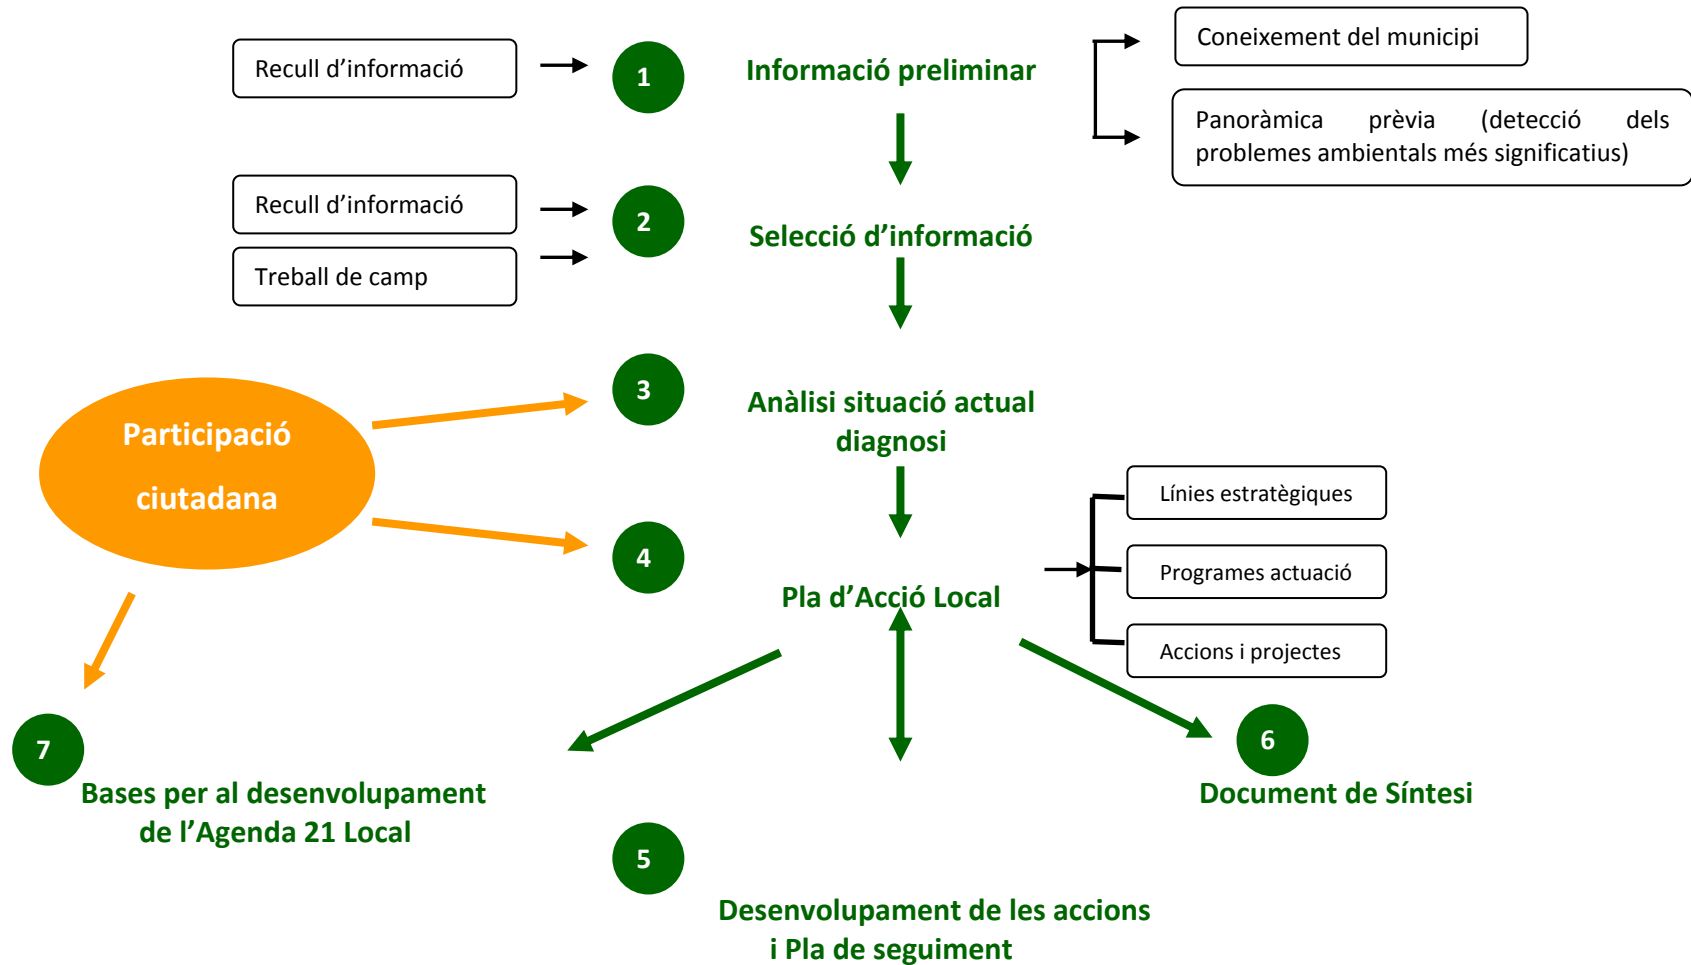 Recull d’informació
1
Informació preliminar
Coneixement del municipi
Panoràmica prèvia (detecció dels
problemes ambientals més significatius)
Recull d’informació
2
Selecció d’informació
Treball de camp
3
Anàlisi situació actual
diagnosi
Participació
ciutadana
4
Pla d’Acció Local
Línies estratègiques
Programes actuació
Accions i projectes
7
Bases per al desenvolupament
de l’Agenda 21 Local
6
Document de Síntesi
5
Desenvolupament de les accions
i Pla de seguiment